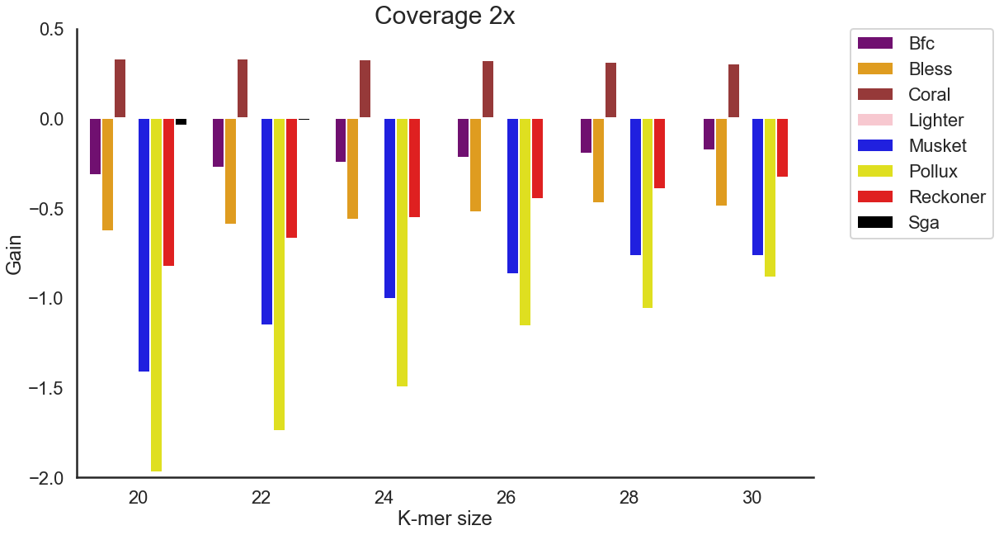 Coverage 2x
0.5
0.0
−0.5
−1.0
−1.5
−2.0
Gain
20 22 24 26 28 30
K-mer size
Bfc
Bless
Coral
Lighter
Musket
Pollux
Reckoner
Sga